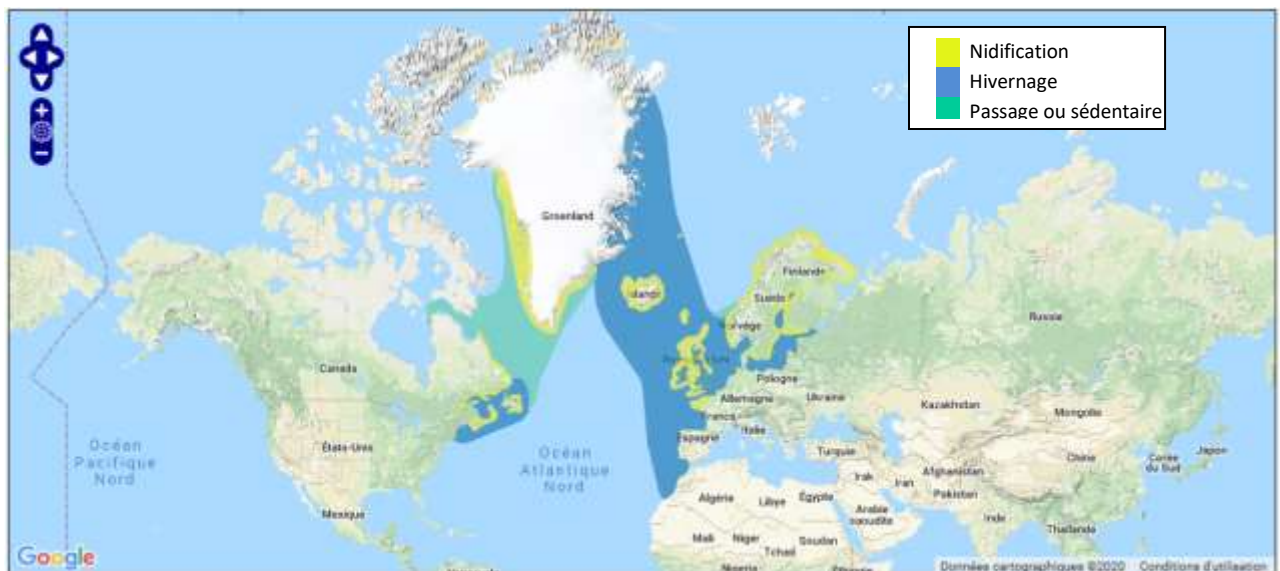 Nidification
Hivernage
Passage ou sédentaire
Groenland
Finlande
Suède
Norvège
Russie
Canada
Pologne
Allemagne
Ukraine
Kazakhstan
Mongolie
France
Italie
Espagne
États-Unis
Océan
Pacifique
Nord
Océan
Atlantique
Nord
Turquie
Chine
Corée
du Sud
Japon
Irak
Iran
Afghanistan
Pakistan
Algérie
Libye
Égypte
Arabie
saoudite
Mexique
Inde
Thaïlande
Mali
Niger
Soudan
Tchad
Google
Données cartographiques ©2020
Conditions d'utilisation